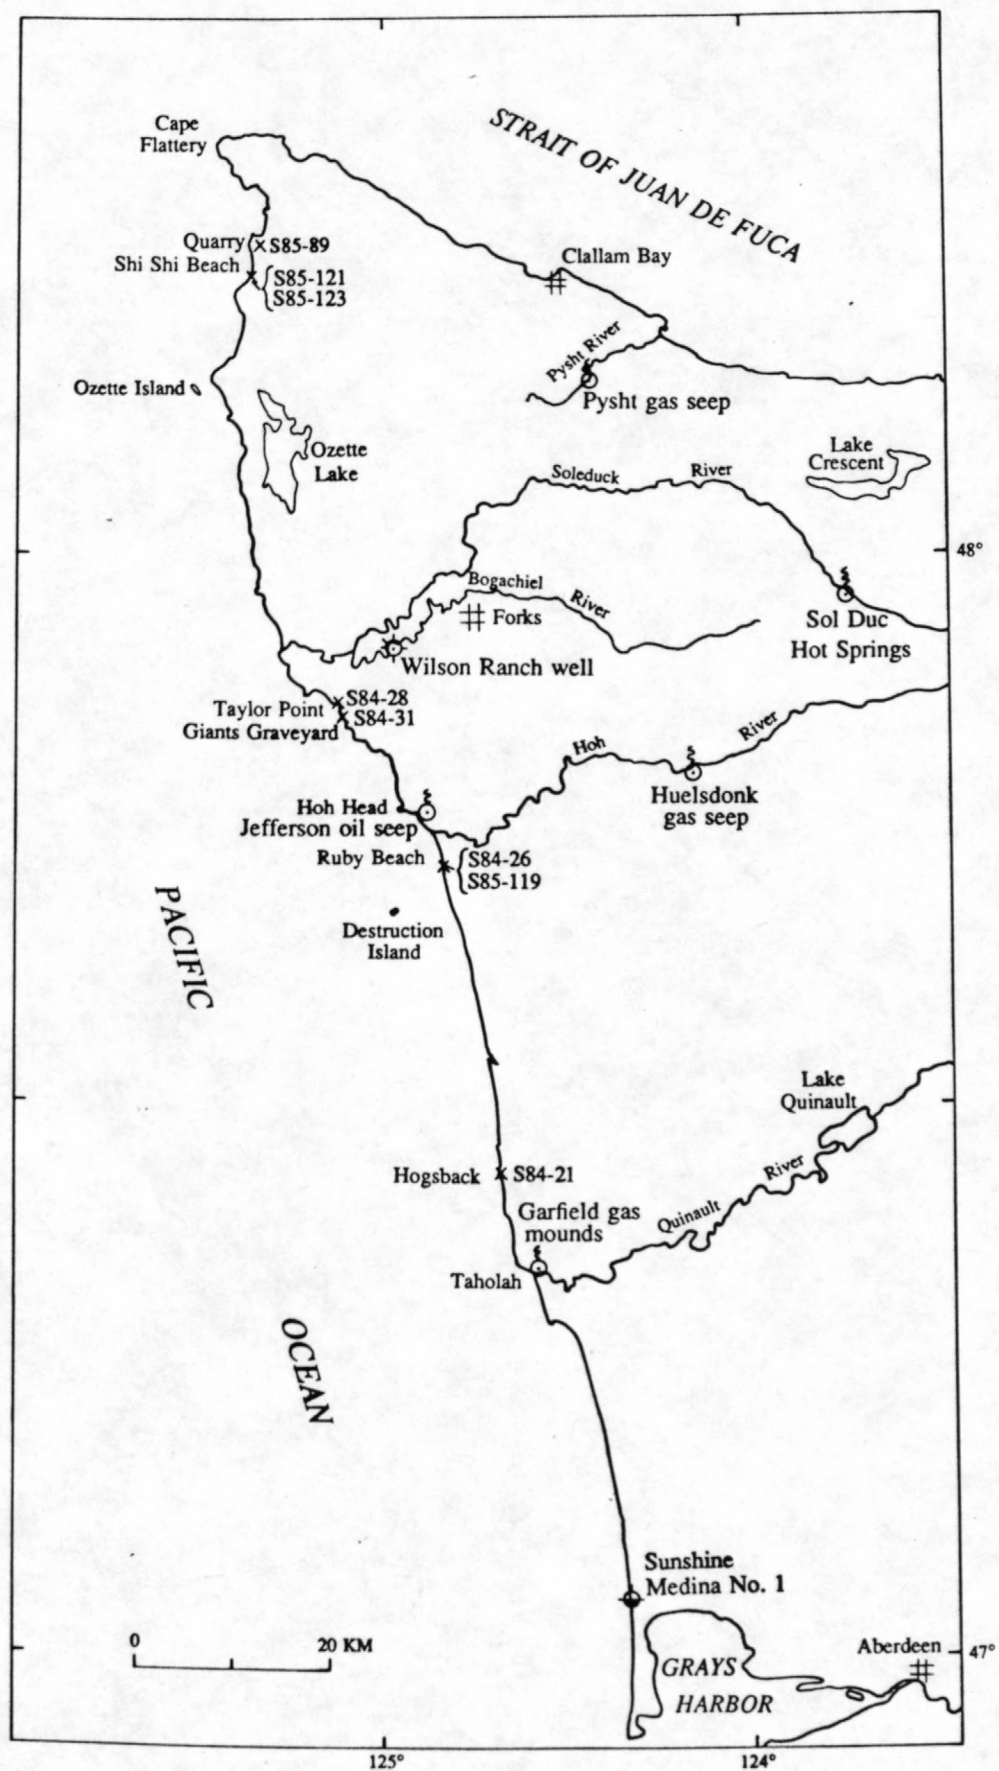 Cape
Flattery
STRAIT OF JUAN DE FUCA
Quarry
S85-89
Shi Shi Beach
S85-121
S85-123
Clallam Bay
Pysht River
Pysht gas seep
Ozette Island
Ozette
Lake
Lake
Crescent
Soleduck River
48°
Bogachiel River
Forks
Sol Duc
Hot Springs
Wilson Ranch well
S84-28
Taylor Point
S84-31
Giants Graveyard
Hoh River
Huelsdonk
gas seep
Hoh Head
Jefferson oil seep
Ruby Beach
S84-26
S85-119
Destruction
Island
PACIFIC
Lake
Quinault
Hogsback
S84-21
Quinault River
Garfield gas
mounds
Taholah
OCEAN
Sunshine
Medina No. 1
0 20 KM
Aberdeen
47°
GRAYS
HARBOR
125° 124°